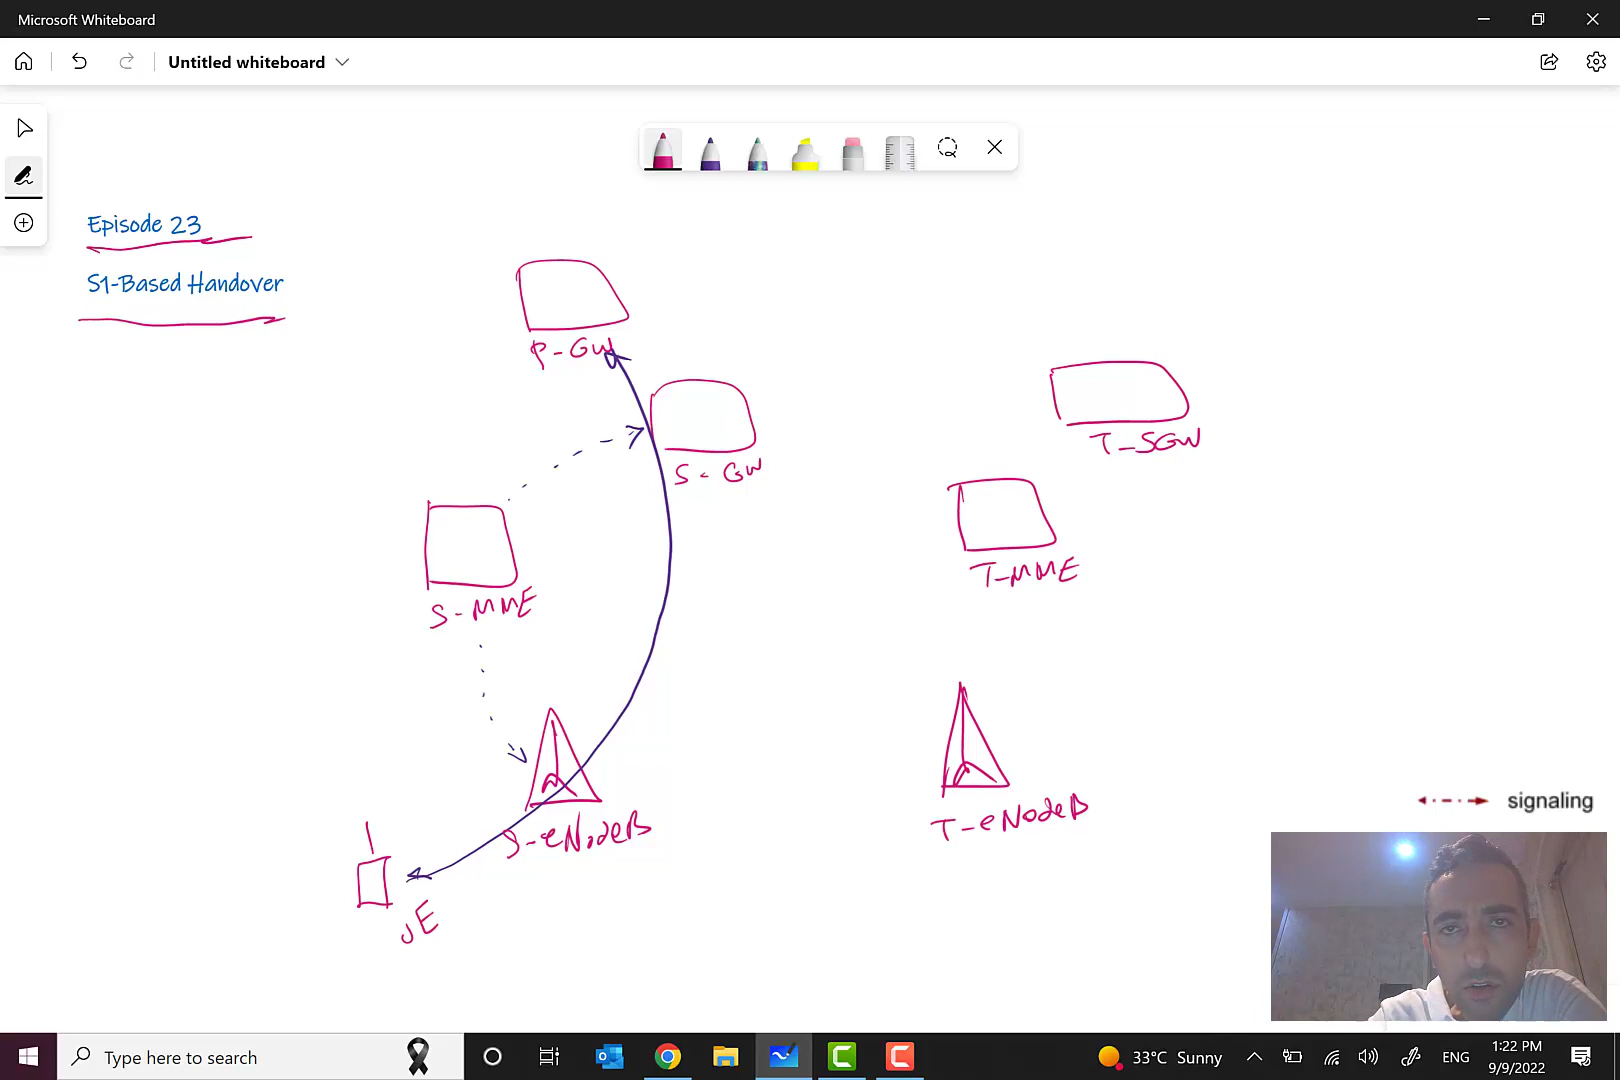 Microsoft Whiteboard
Untitled whiteboard
Episode 23
S1-Based Handover
P-GW
S-GW
T-SGW
S-MME
T-MME
S-eNodeB
T-eNodeB
UE
signaling
Type here to search
33°C Sunny
ENG
1:22 PM
9/9/2022